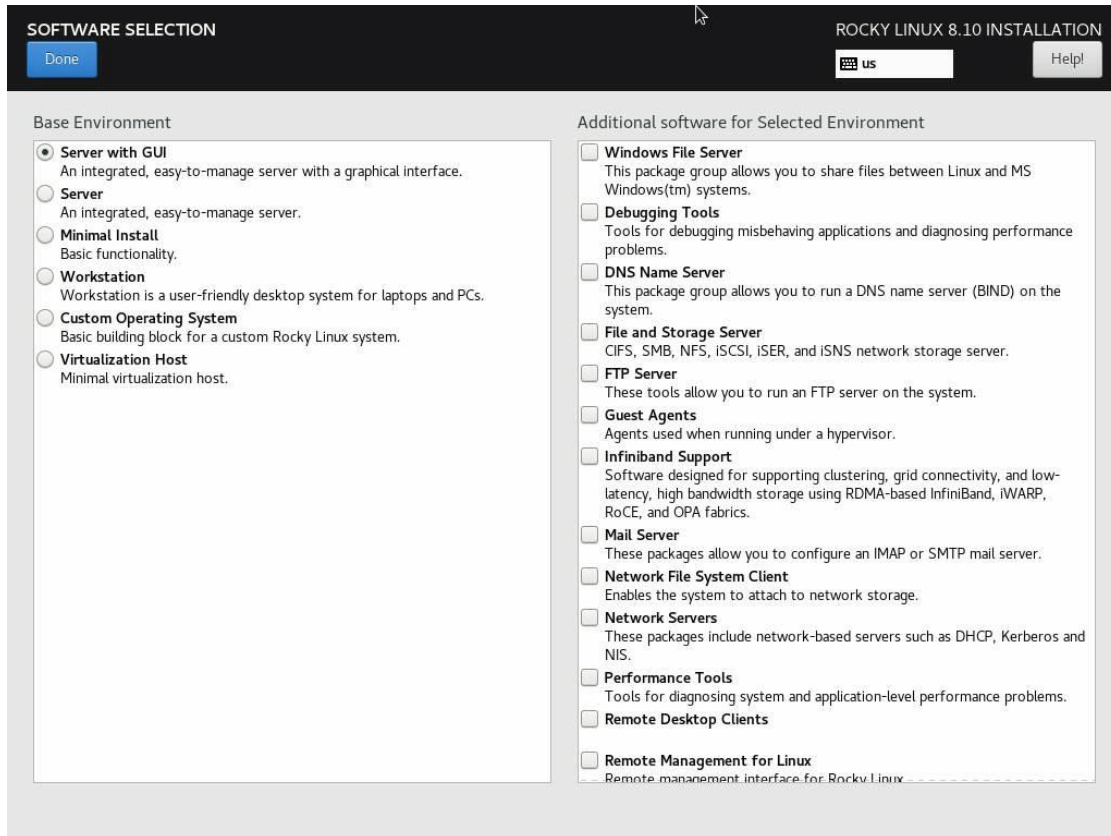 SOFTWARE SELECTION
ROCKY LINUX 8.10 INSTALLATION
Done
us
Help!
Base Environment
Server with GUI
An integrated, easy-to-manage server with a graphical interface.
Server
An integrated, easy-to-manage server.
Minimal Install
Basic functionality.
Workstation
Workstation is a user-friendly desktop system for laptops and PCs.
Custom Operating System
Basic building block for a custom Rocky Linux system.
Virtualization Host
Minimal virtualization host.
Additional software for Selected Environment
Windows File Server
This package group allows you to share files between Linux and MS
Windows(tm) systems.
Debugging Tools
Tools for debugging misbehaving applications and diagnosing performance
problems.
DNS Name Server
This package group allows you to run a DNS name server (BIND) on the
system.
File and Storage Server
CIFS, SMB, NFS, iSCSI, iSER, and iSNS network storage server.
FTP Server
These tools allow you to run an FTP server on the system.
Guest Agents
Agents used when running under a hypervisor.
Infiniband Support
Software designed for supporting clustering, grid connectivity, and low-
latency, high bandwidth storage using RDMA-based InfiniBand, iWARP,
RoCE, and OPA fabrics.
Mail Server
These packages allow you to configure an IMAP or SMTP mail server.
Network File System Client
Enables the system to attach to network storage.
Network Servers
These packages include network-based servers such as DHCP, Kerberos and
NIS.
Performance Tools
Tools for diagnosing system and application-level performance problems.
Remote Desktop Clients
Remote Management for Linux
Remote management interface for Rocky Linux